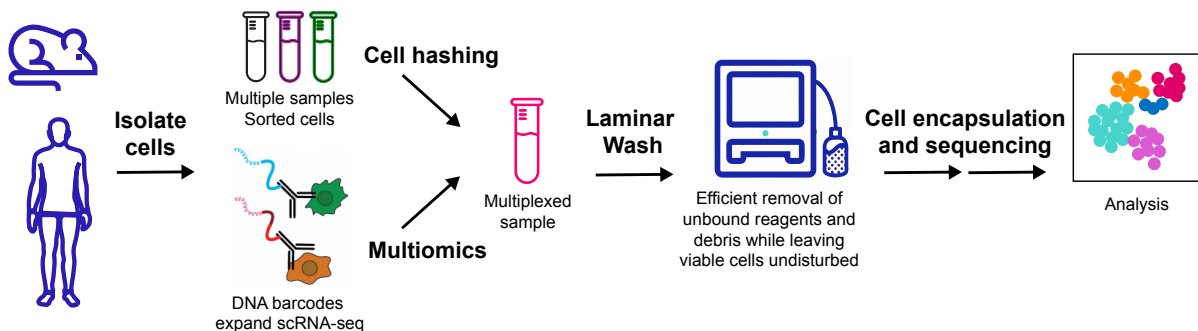 Isolate
cells
Multiple samples
Sorted cells
DNA barcodes
expand scRNA-seq
Cell hashing
Multiomics
Multiplexed
sample
Laminar
Wash
Efficient removal of
unbound reagents and
debris while leaving
viable cells undisturbed
Cell encapsulation
and sequencing
Analysis